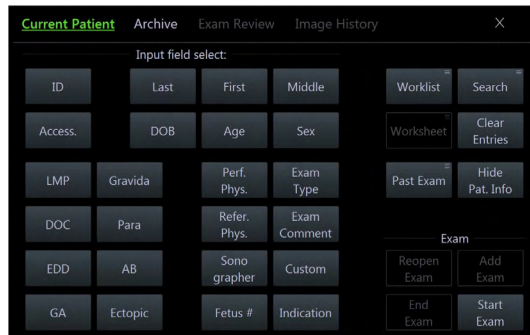 Current Patient Archive Exam Review Image History X
Input field select:
ID Last First Middle Worklist Search
Access. DOB Age Sex Worksheet Clear
Entries
LMP Gravida Perf.
Phys. Exam
Type Past Exam Hide
Pat. Info
DOC Para Refer.
Phys. Exam
Comment
Exam
EDD AB Sono
grapher Custom Reopen
Exam Add
Exam
GA Ectopic Fetus # Indication End
Exam Start
Exam